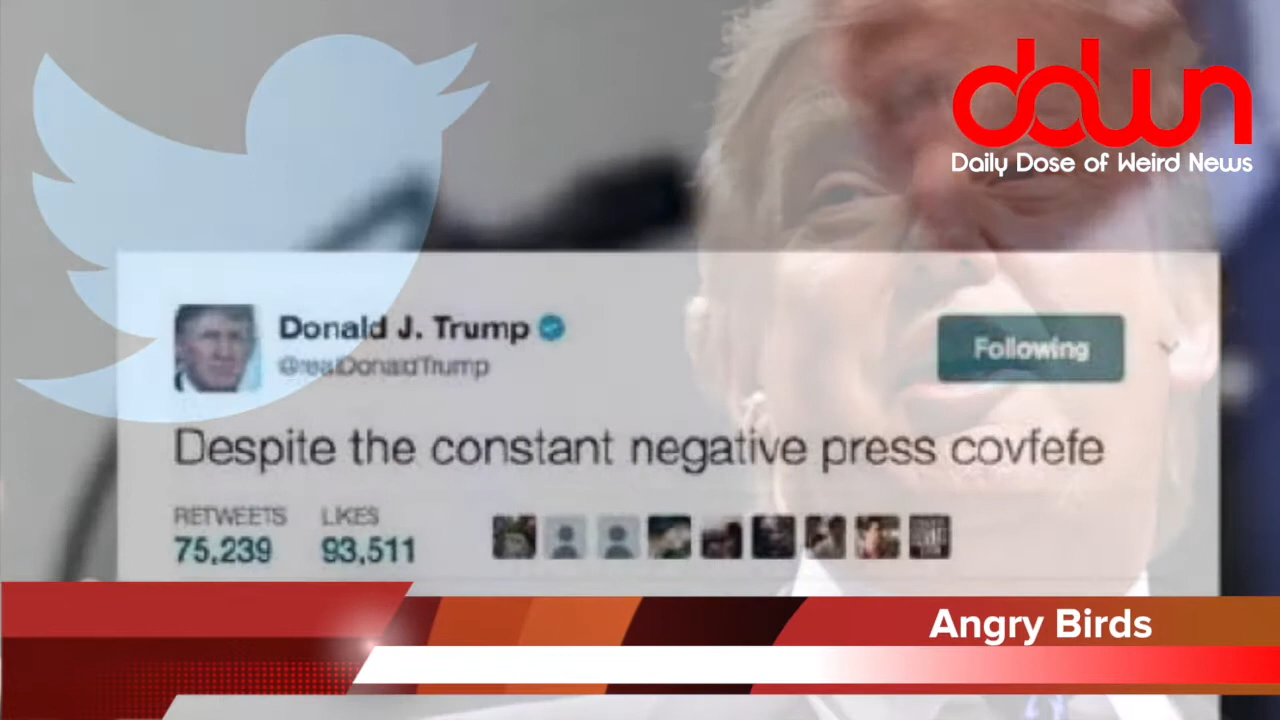 ddwn
Daily Dose of Weird News
Donald J. Trump
@realDonaldTrump
Following
Despite the constant negative press covfefe
RETWEETS LIKES
75,239 93,511
Angry Birds